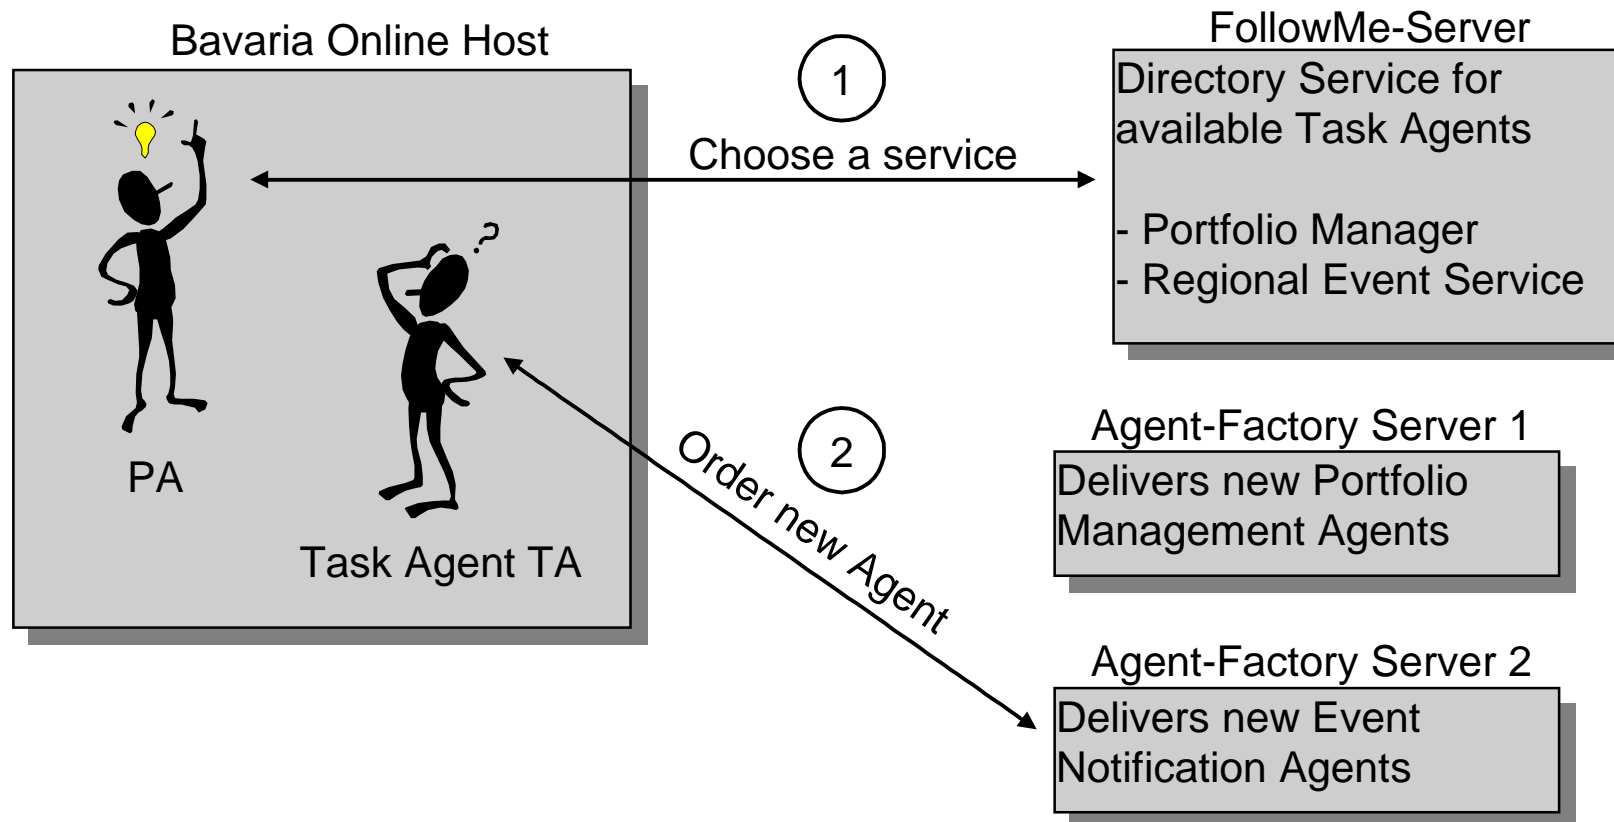 Bavaria Online Host
PA
Task Agent TA
?
1
Choose a service
2
Order new Agent
FollowMe-Server
Directory Service for
available Task Agents
- Portfolio Manager
- Regional Event Service
Agent-Factory Server 1
Delivers new Portfolio
Management Agents
Agent-Factory Server 2
Delivers new Event
Notification Agents